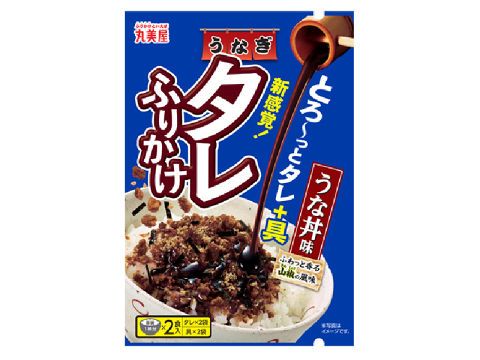 丸美屋
うなぎ
タレ
ふりかけ
新感覚!
とろ〜っとタレ+具
うな丼味
ふわっと香る
山椒の風味
×2食入
タレ×2袋
具×2袋
※写真は
イメージです。